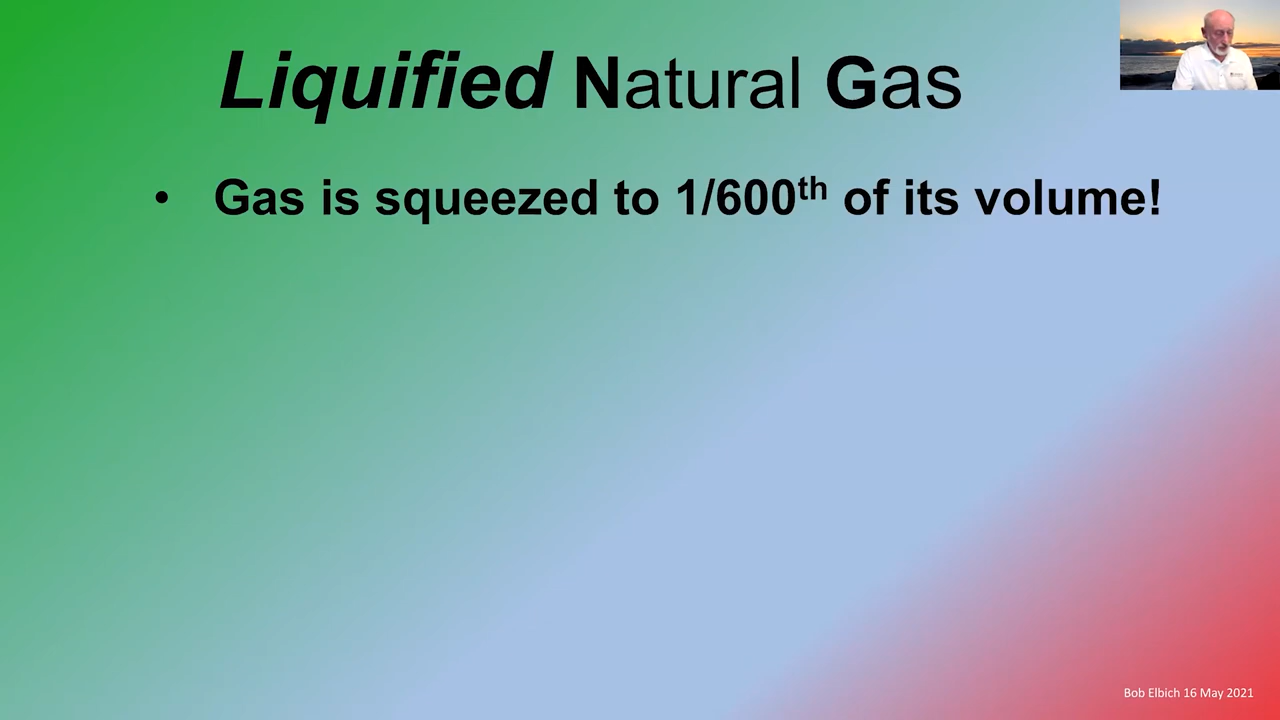 Liquified Natural Gas
• Gas is squeezed to 1/600th of its volume!
Bob Elbich 16 May 2021